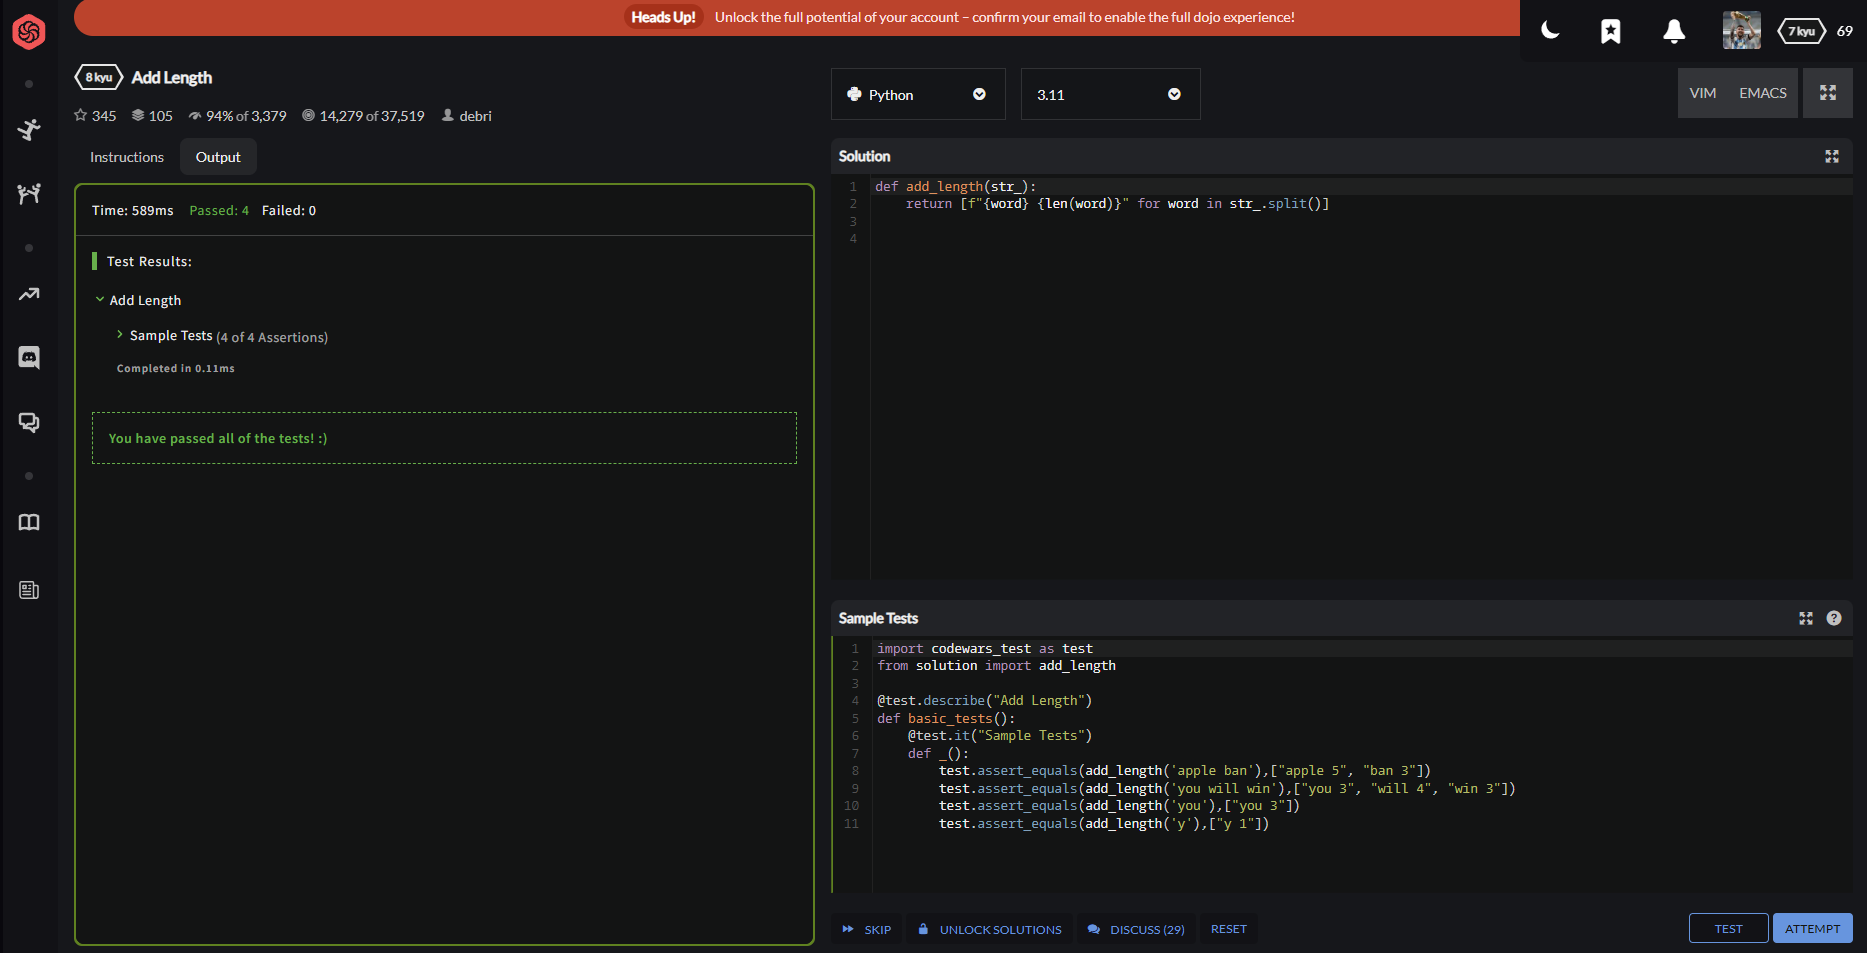 Heads Up! Unlock the full potential of your account – confirm your email to enable the full dojo experience!
7 kyu 69
8 kyu Add Length
345 105 94% of 3,379 14,279 of 37,519 debri
Instructions Output
Time: 589ms Passed: 4 Failed: 0
Test Results:
Add Length
Sample Tests (4 of 4 Assertions)
Completed in 0.11ms
You have passed all of the tests! :)
Python 3.11
VIM EMACS
Solution
1 def add_length(str_):
2     return [f"{word} {len(word)}" for word in str_.split()]
3
4
Sample Tests
1 import codewars_test as test
2 from solution import add_length
3
4 @test.describe("Add Length")
5 def basic_tests():
6     @test.it("Sample Tests")
7     def _():
8         test.assert_equals(add_length('apple ban'),["apple 5", "ban 3"])
9         test.assert_equals(add_length('you will win'),["you 3", "will 4", "win 3"])
10         test.assert_equals(add_length('you'),["you 3"])
11         test.assert_equals(add_length('y'),["y 1"])
SKIP UNLOCK SOLUTIONS DISCUSS (29) RESET
TEST ATTEMPT